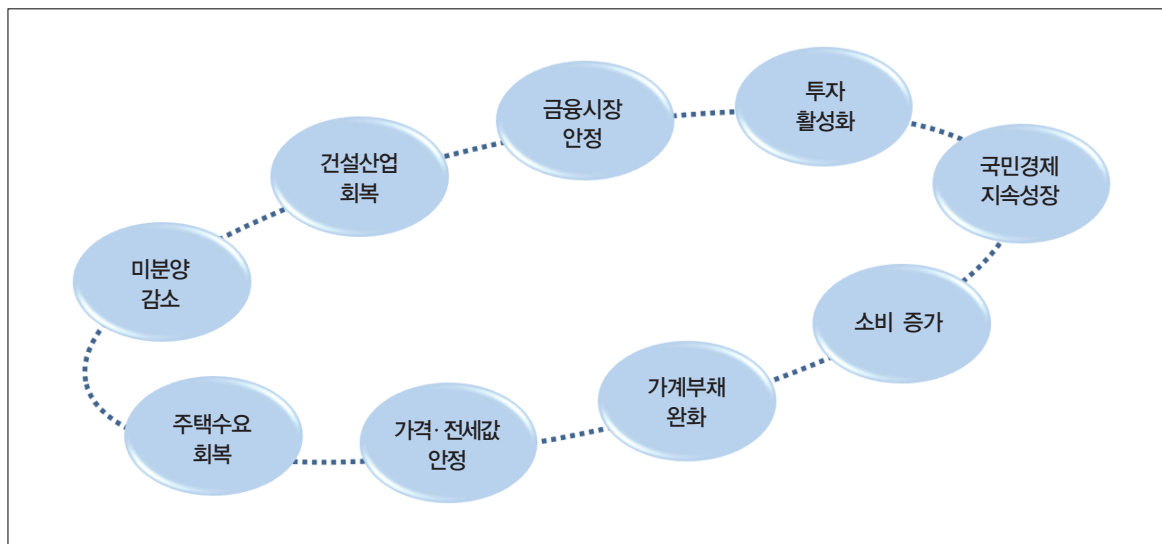 투자
활성화
금융시장
안정
건설산업
회복
국민경제
지속성장
미분양
감소
소비 증가
가계부채
완화
주택수요
회복
가격·전세값
안정